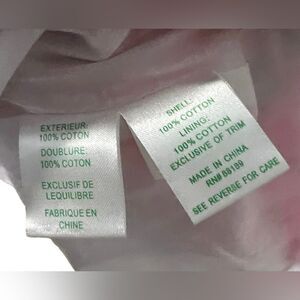 EXTERIEUR:
100% COTON
DOUBLURE:
100% COTON
EXCLUSIF DE
LEQUILIBRE
FABRIQUE EN
CHINE
SHELL:
100% COTTON
LINING:
100% COTTON
EXCLUSIVE OF TRIM
MADE IN CHINA
RN#
SEE REVERSE FOR CARE